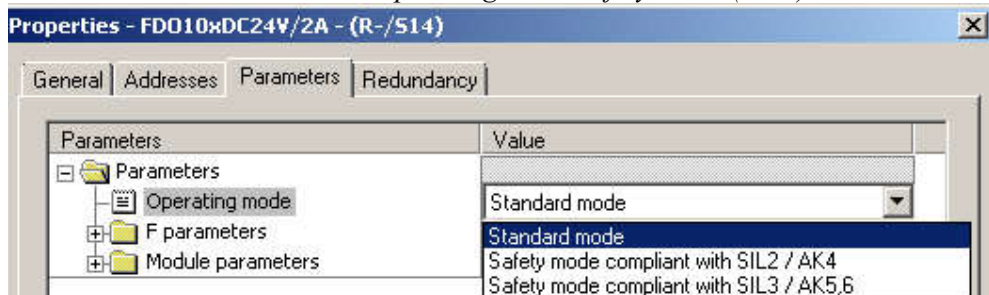 Properties - FDO10xDC24V/2A - (R-/S14)
General Addresses Parameters Redundancy
Parameters Value
Parameters
Operating mode Standard mode
F parameters Standard mode
Module parameters Safety mode compliant with SIL2 / AK4
Safety mode compliant with SIL3 / AK5,6